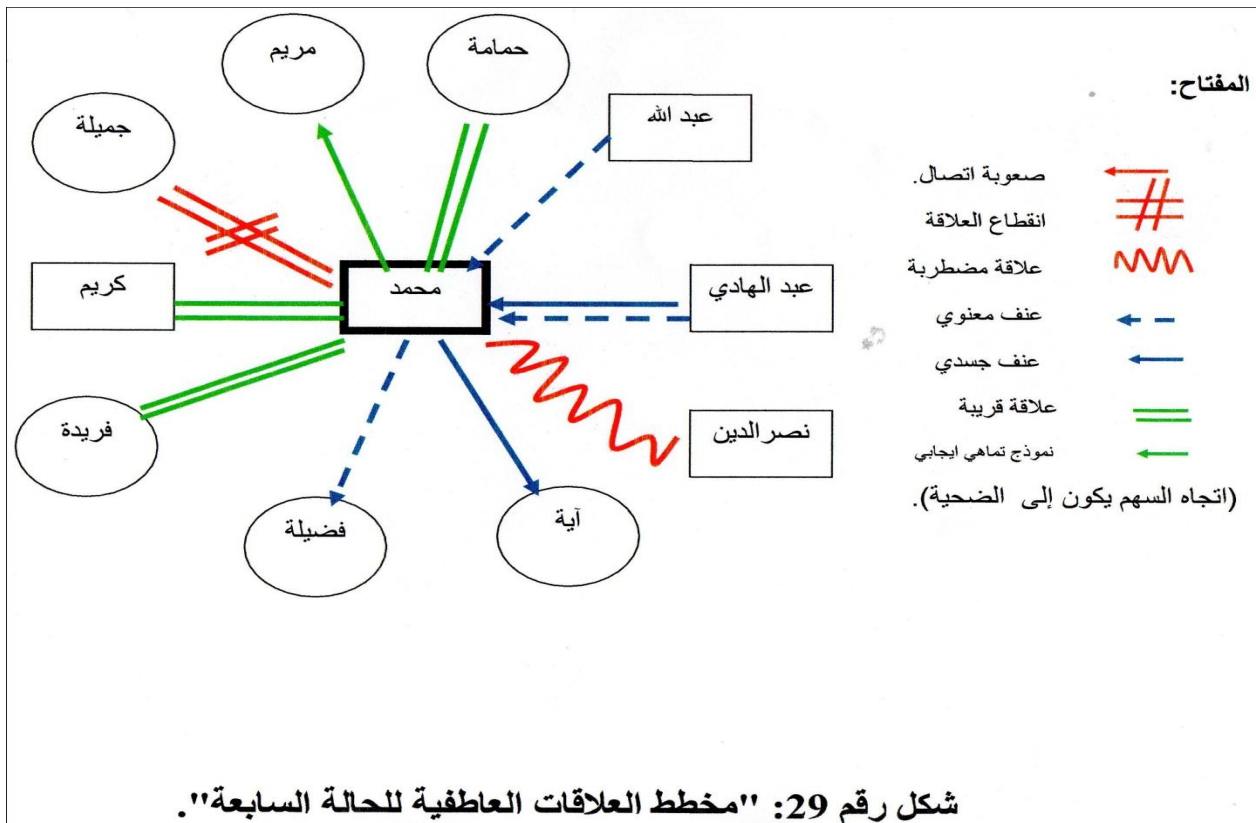 حمامة
مريم
عبد الله
جميلة
محمد
عبد الهادي
كريم
نصرالدين
فريدة
آية
فضيلة
المفتاح:
صعوبة اتصال.
انقطاع العلاقة
علاقة مضطربة
عنف معنوي
عنف جسدي
علاقة قريبة
نموذج تماهي ايجابي
(اتجاه السهم يكون إلى الضحية).
شكل رقم 29: "مخطط العلاقات العاطفية للحالة السابعة".